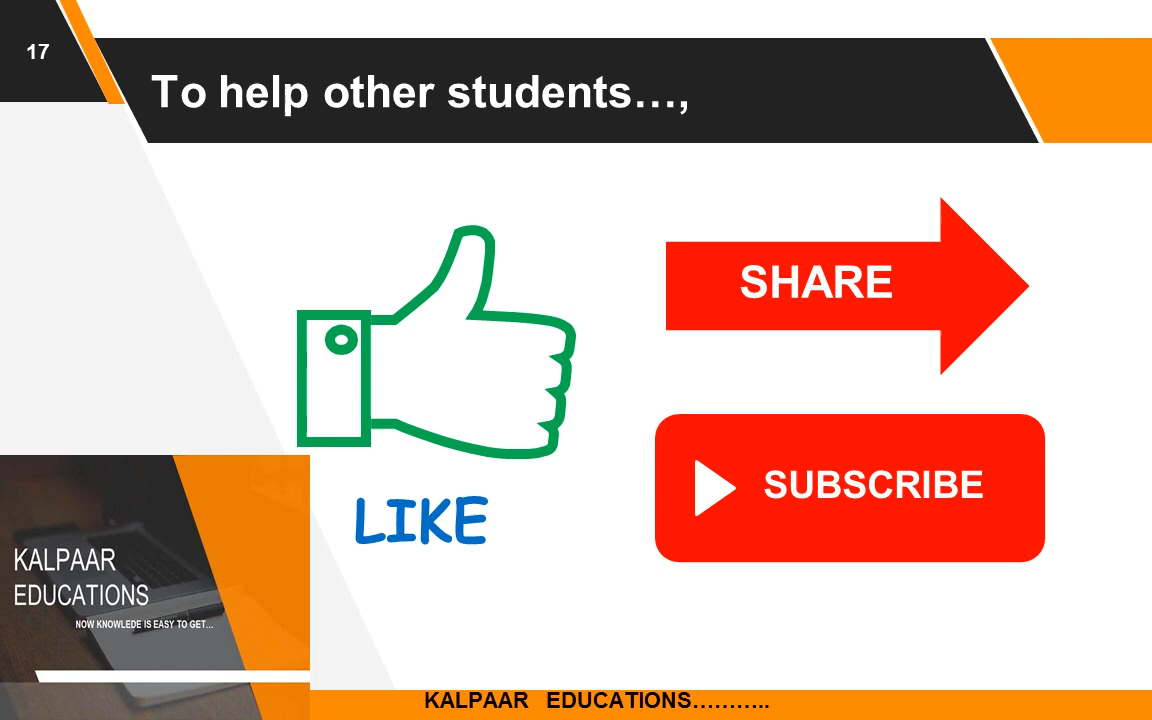 17
To help other students…,
SHARE
SUBSCRIBE
LIKE
KALPAAR
EDUCATIONS
NOW KNOWLEDE IS EASY TO GET...
KALPAAR EDUCATIONS………..